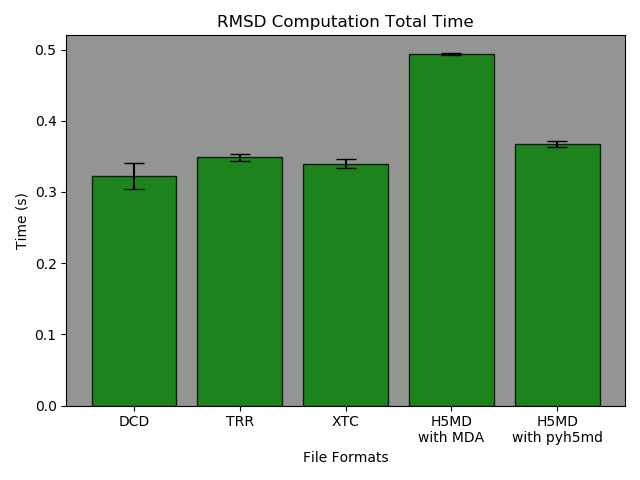 RMSD Computation Total Time
Time (s)
0.5
0.4
0.3
0.2
0.1
0.0
DCD
TRR
XTC
H5MD
with MDA
H5MD
with pyh5md
File Formats